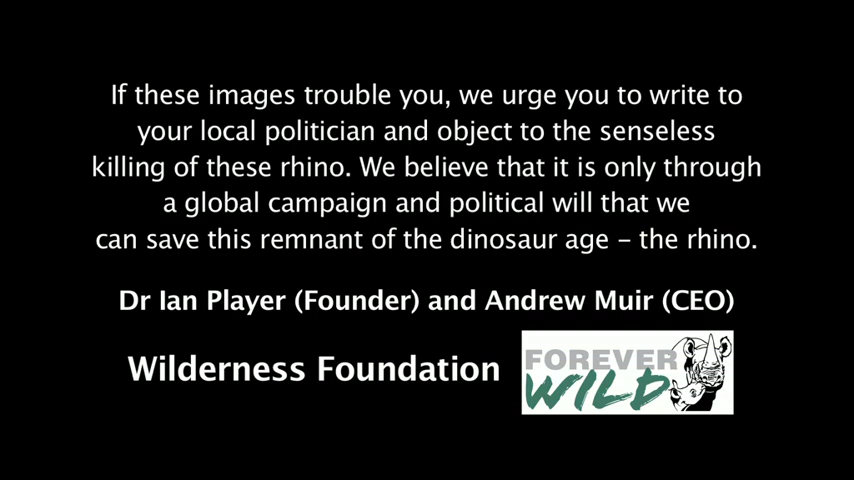 If these images trouble you, we urge you to write to
your local politician and object to the senseless
killing of these rhino. We believe that it is only through
a global campaign and political will that we
can save this remnant of the dinosaur age – the rhino.
Dr Ian Player (Founder) and Andrew Muir (CEO)
Wilderness Foundation
FOREVER
WILD